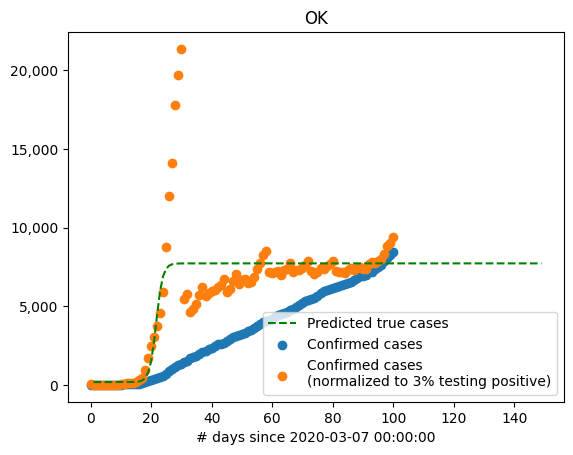 OK
20,000
15,000
10,000
5,000
0
Predicted true cases
Confirmed cases
Confirmed cases
(normalized to 3% testing positive)
0 20 40 60 80 100 120 140
# days since 2020-03-07 00:00:00